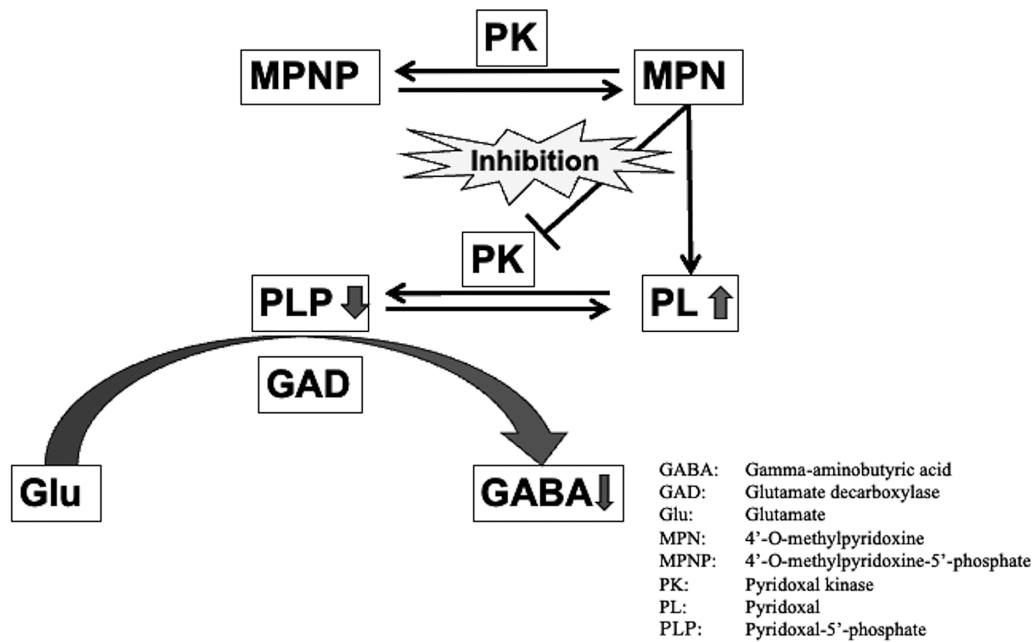 PK
MPNP
MPN
Inhibition
PK
PLP
PL
GAD
Glu
GABA
GABA: Gamma-aminobutyric acid
GAD: Glutamate decarboxylase
Glu: Glutamate
MPN: 4’-O-methylpyridoxine
MPNP: 4’-O-methylpyridoxine-5’-phosphate
PK: Pyridoxal kinase
PL: Pyridoxal
PLP: Pyridoxal-5’-phosphate